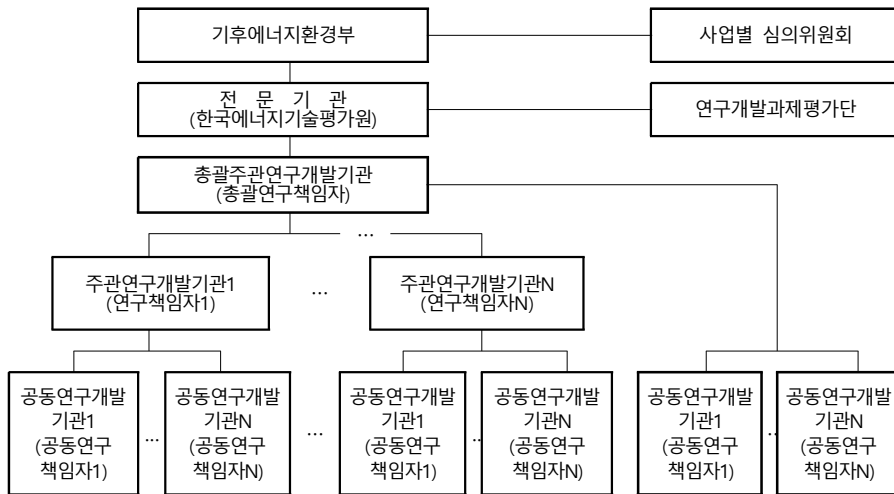 기후에너지환경부
사업별 심의위원회
전 문 기 관
(한국에너지기술평가원)
연구개발과제평가단
총괄주관연구개발기관
(총괄연구책임자)
...
주관연구개발기관1
(연구책임자1)
...
주관연구개발기관N
(연구책임자N)
공동연구개발
기관1
(공동연구
책임자1)
...
공동연구개발
기관N
(공동연구
책임자N)
...
공동연구개발
기관1
(공동연구
책임자1)
..
공동연구개발
기관N
(공동연구
책임자N)
공동연구개발
기관1
(공동연구
책임자1)
..
공동연구개발
기관N
(공동연구
책임자N)